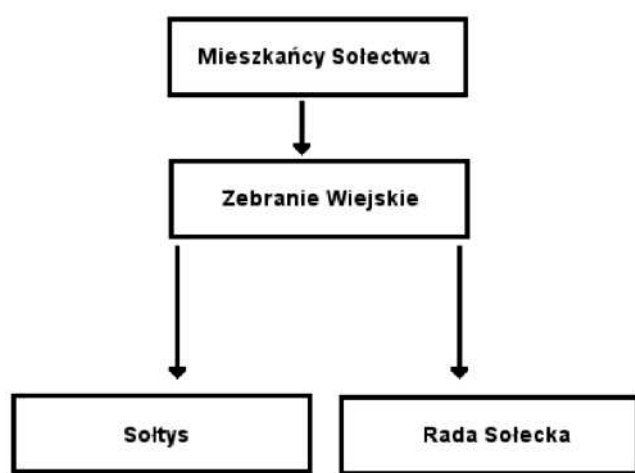 Mieszkańcy Sołectwa
Zebranie Wiejskie
Sołtys
Rada Sołecka